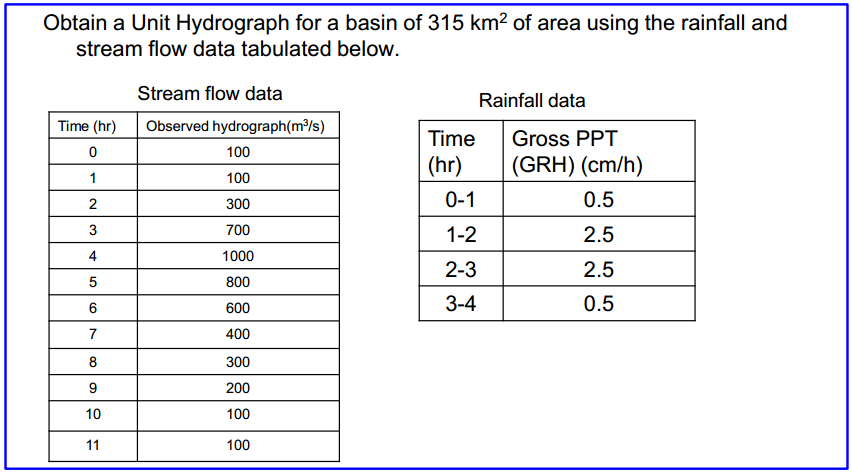 Obtain a Unit Hydrograph for a basin of 315 km² of area using the rainfall and
stream flow data tabulated below.
Stream flow data
Time (hr) Observed hydrograph(m³/s)
0 100
1 100
2 300
3 700
4 1000
5 800
6 600
7 400
8 300
9 200
10 100
11 100
Rainfall data
Time
(hr)
Gross PPT
(GRH) (cm/h)
0-1 0.5
1-2 2.5
2-3 2.5
3-4 0.5